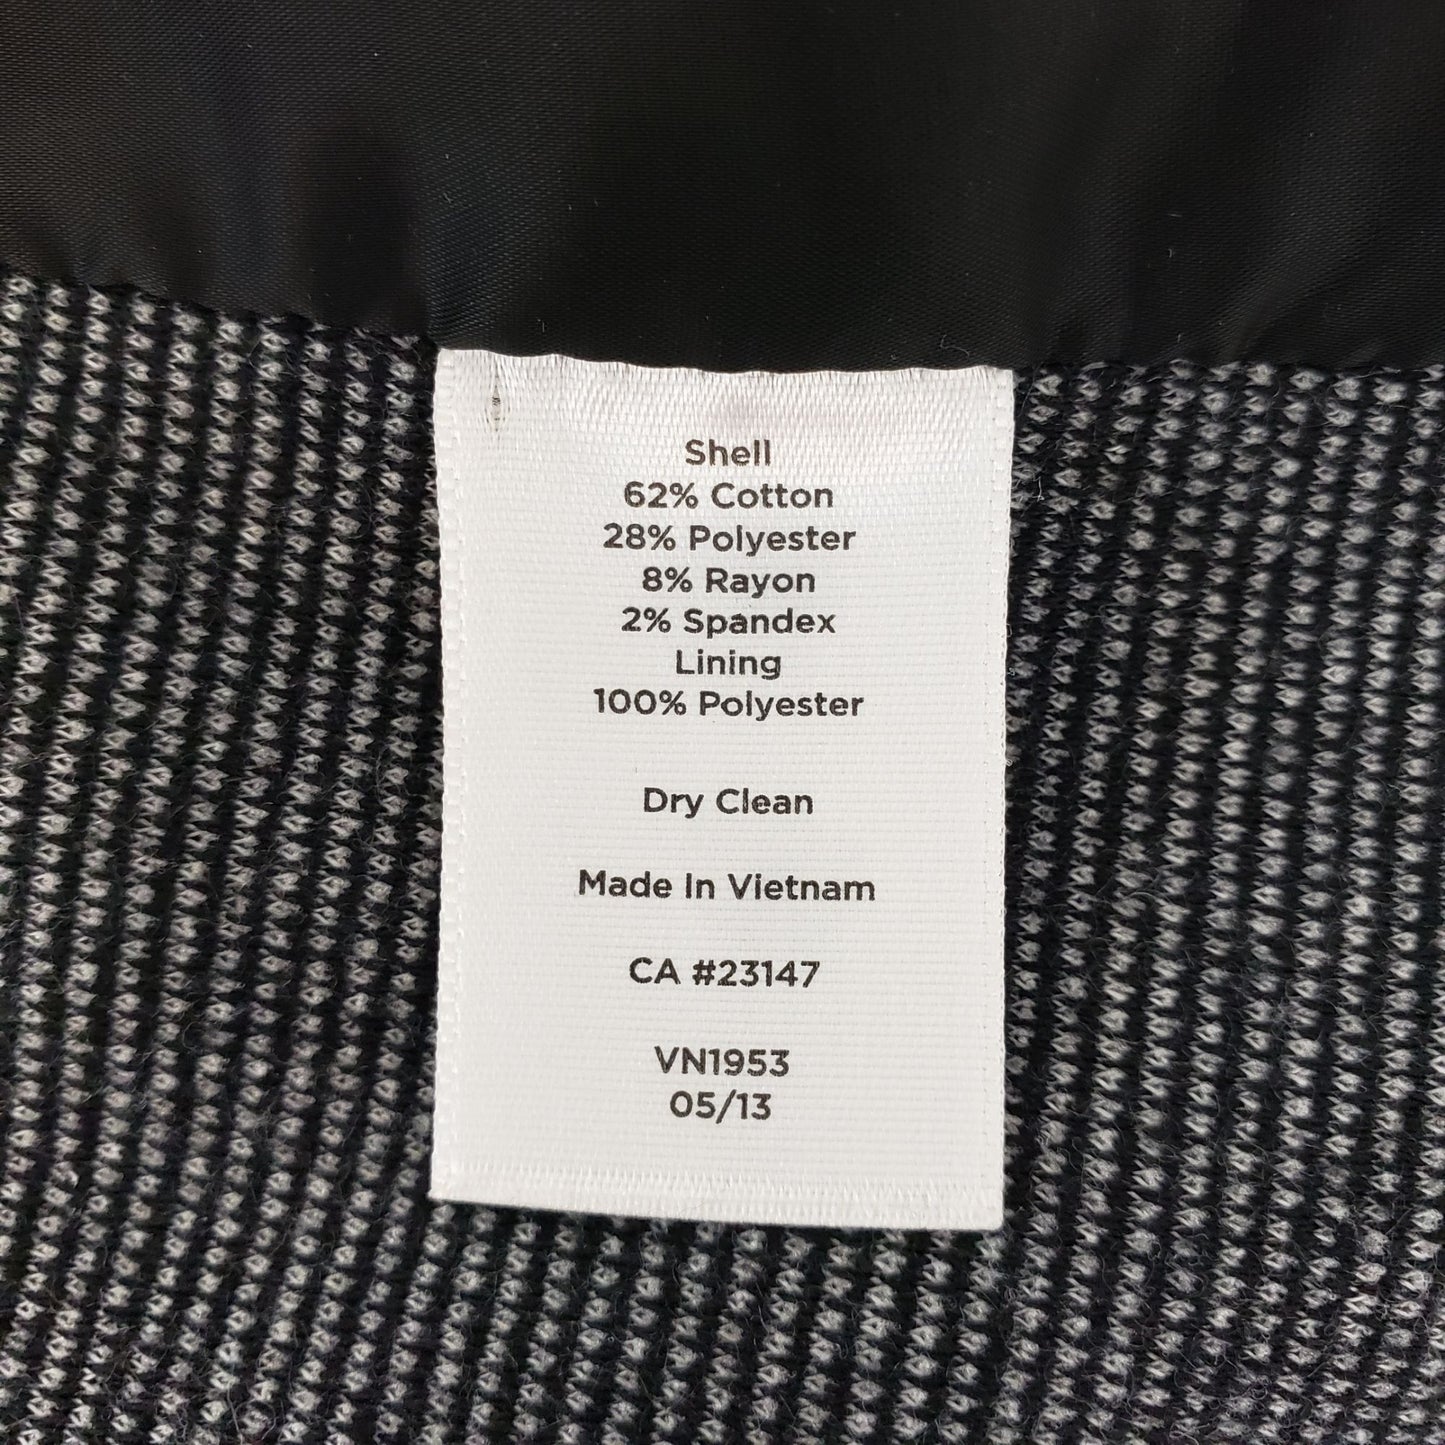 Shell
62% Cotton
28% Polyester
8% Rayon
2% Spandex
Lining
100% Polyester
Dry Clean
Made In Vietnam
CA #23147
VN1953
05/13